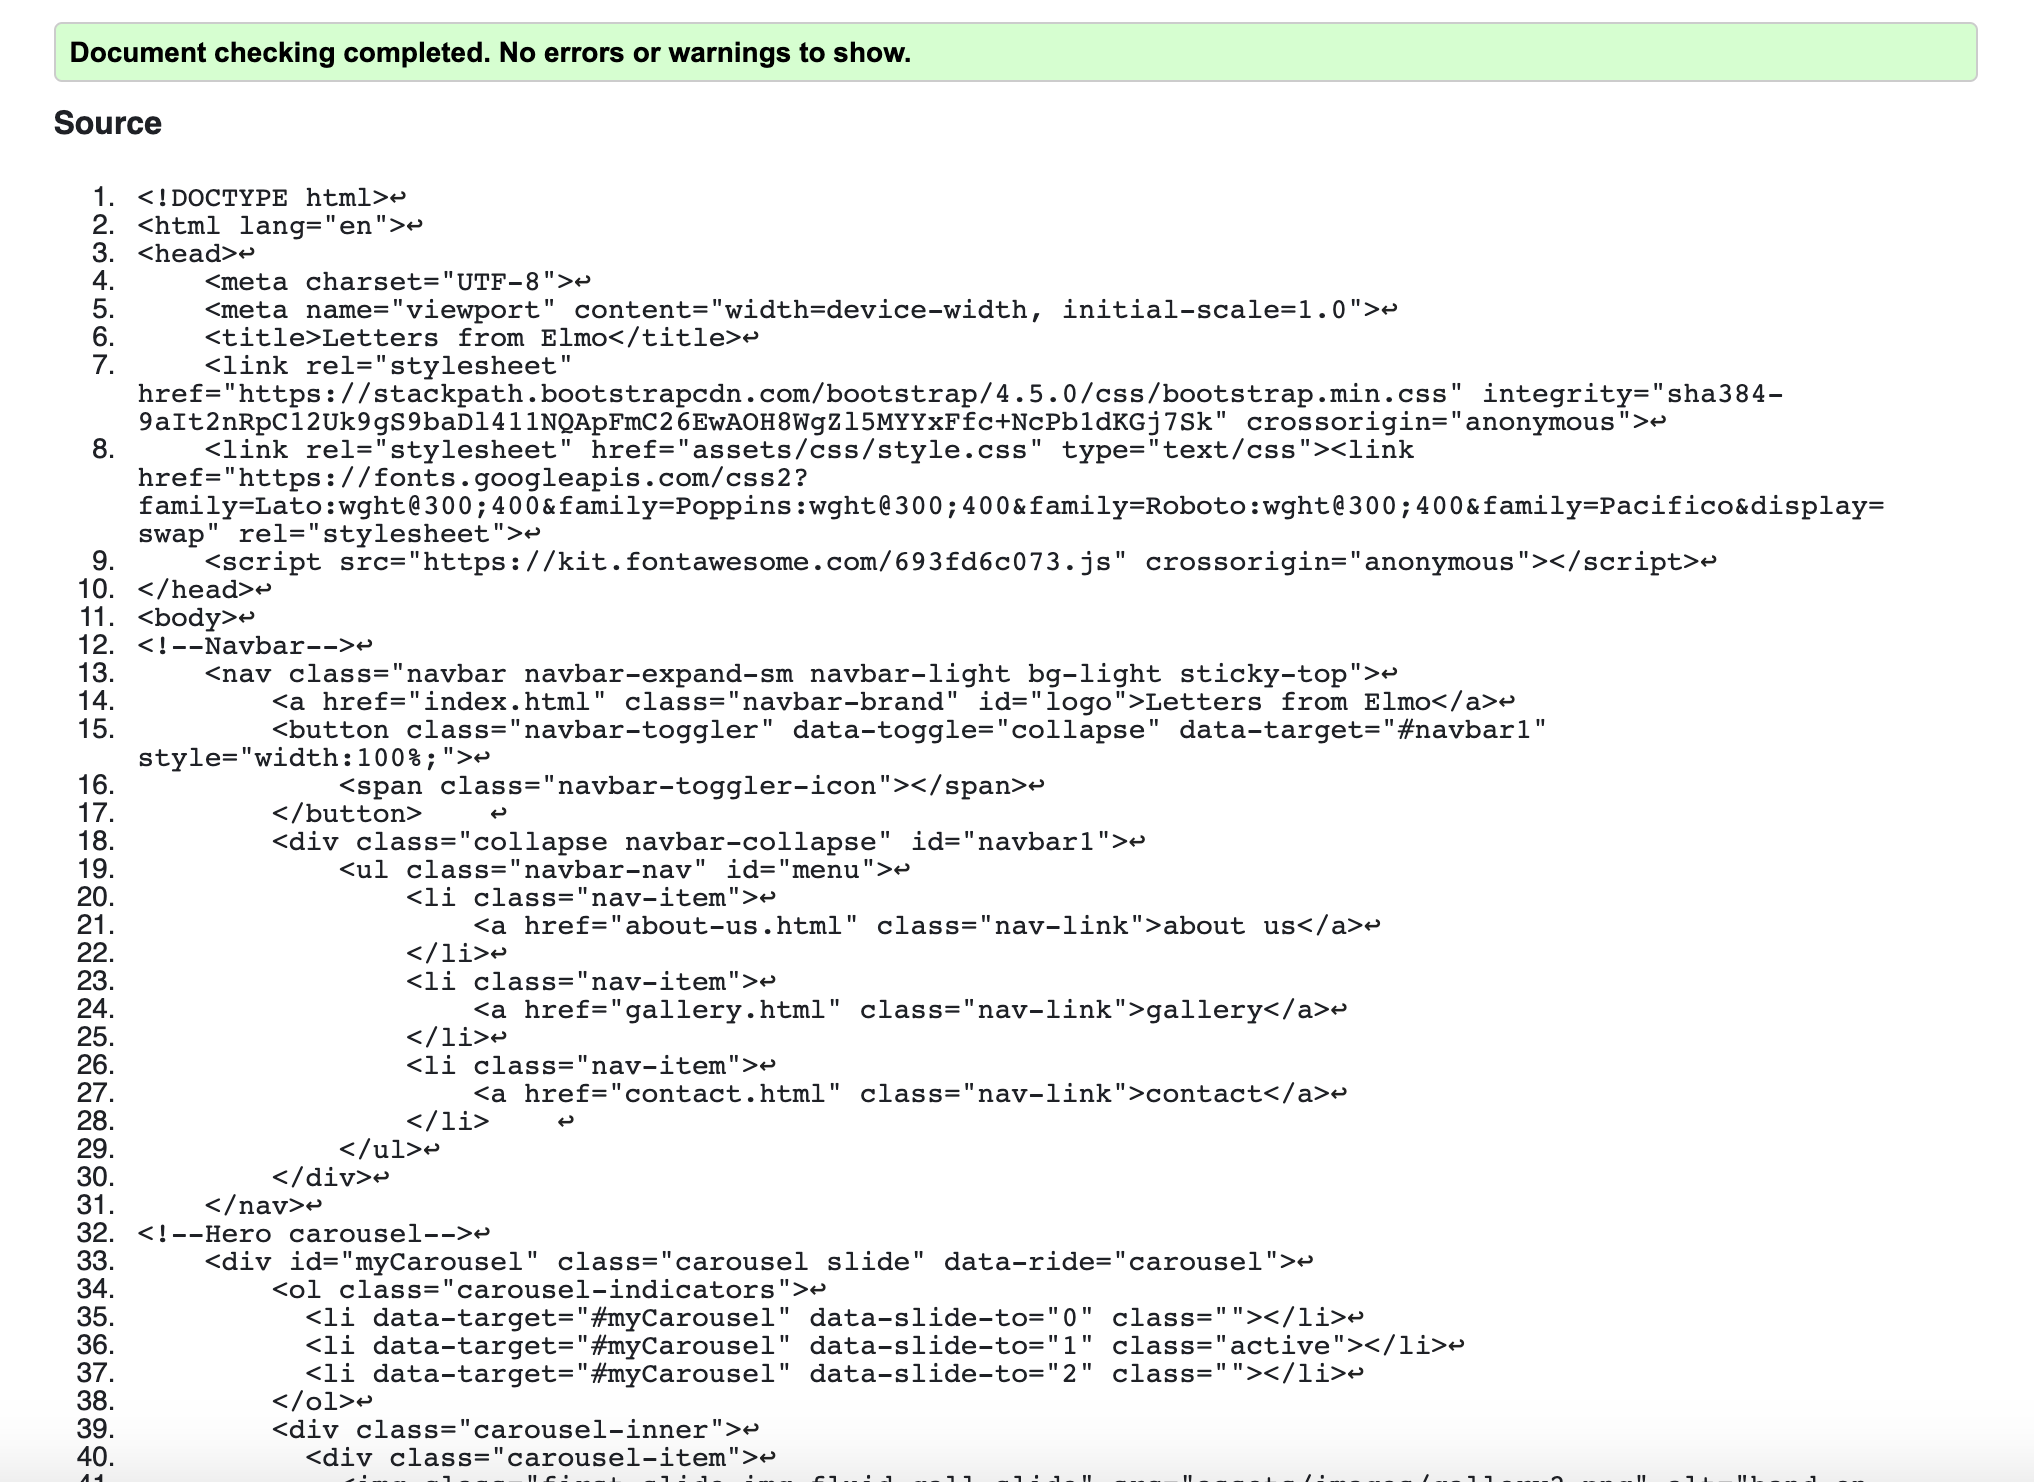 Document checking completed. No errors or warnings to show.
Source
1. <!DOCTYPE html>↩
2. <html lang="en">↩
3. <head>↩
4.     <meta charset="UTF-8">↩
5.     <meta name="viewport" content="width=device-width, initial-scale=1.0">↩
6.     <title>Letters from Elmo</title>↩
7.     <link rel="stylesheet"
href="https://stackpath.bootstrapcdn.com/bootstrap/4.5.0/css/bootstrap.min.css" integrity="sha384-
9aIt2nRpC12Uk9gS9baDl411NQApFmC26EwAOH8WgZl5MYYxFfc+NcPb1dKGj7Sk" crossorigin="anonymous">↩
8.     <link rel="stylesheet" href="assets/css/style.css" type="text/css"><link
href="https://fonts.googleapis.com/css2?
family=Lato:wght@300;400&family=Poppins:wght@300;400&family=Roboto:wght@300;400&family=Pacifico&display=
swap" rel="stylesheet">↩
9.     <script src="https://kit.fontawesome.com/693fd6c073.js" crossorigin="anonymous"></script>↩
10. </head>↩
11. <body>↩
12. <!--Navbar-->↩
13.     <nav class="navbar navbar-expand-sm navbar-light bg-light sticky-top">↩
14.         <a href="index.html" class="navbar-brand" id="logo">Letters from Elmo</a>↩
15.         <button class="navbar-toggler" data-toggle="collapse" data-target="#navbar1"
style="width:100%;">↩
16.             <span class="navbar-toggler-icon"></span>↩
17.         </button>    ↩
18.         <div class="collapse navbar-collapse" id="navbar1">↩
19.             <ul class="navbar-nav" id="menu">↩
20.                 <li class="nav-item">↩
21.                     <a href="about-us.html" class="nav-link">about us</a>↩
22.                 </li>↩
23.                 <li class="nav-item">↩
24.                     <a href="gallery.html" class="nav-link">gallery</a>↩
25.                 </li>↩
26.                 <li class="nav-item">↩
27.                     <a href="contact.html" class="nav-link">contact</a>↩
28.                 </li>    ↩
29.             </ul>↩
30.         </div>↩
31.     </nav>↩
32. <!--Hero carousel-->↩
33.     <div id="myCarousel" class="carousel slide" data-ride="carousel">↩
34.         <ol class="carousel-indicators">↩
35.           <li data-target="#myCarousel" data-slide-to="0" class=""></li>↩
36.           <li data-target="#myCarousel" data-slide-to="1" class="active"></li>↩
37.           <li data-target="#myCarousel" data-slide-to="2" class=""></li>↩
38.         </ol>↩
39.         <div class="carousel-inner">↩
40.           <div class="carousel-item">↩